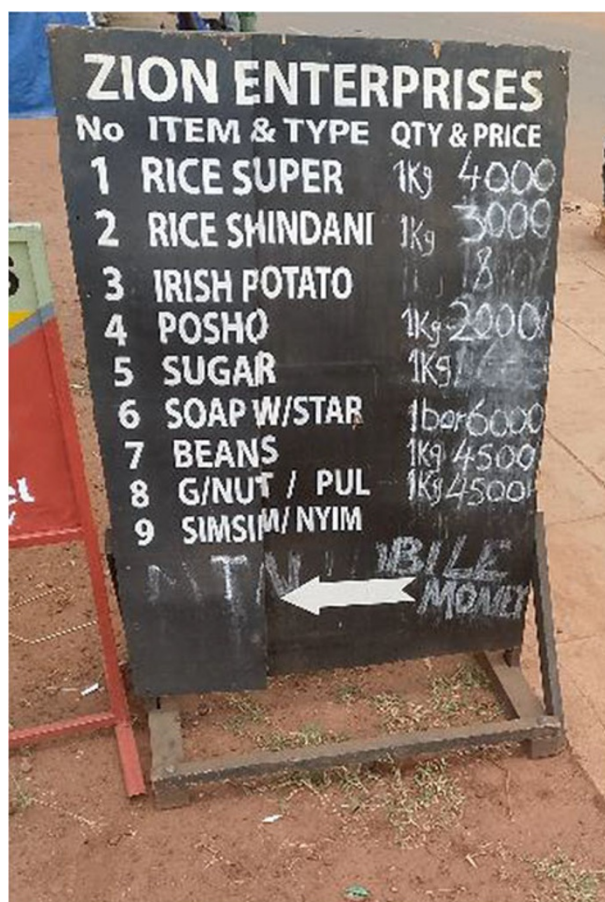 ZION ENTERPRISES
No ITEM & TYPE QTY & PRICE
1 RICE SUPER 1Kg 4000
2 RICE SHINDANI 1Kg 3000
3 IRISH POTATO
4 POSHO 1Kg 2000/
5 SUGAR 1Kg
6 SOAP W/STAR 1bar 6000
7 BEANS 1Kg 4500
8 G/NUT / PUL 1Kg 4500
9 SIMSIM/NYIM
MTN
MONEY